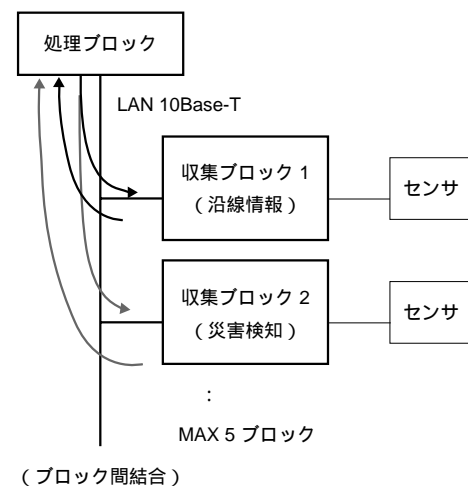 処理ブロック
LAN 10Base-T
収集ブロック 1
（沿線情報）
センサ
収集ブロック 2
（災害検知）
センサ
：
MAX 5 ブロック
（ブロック間結合）